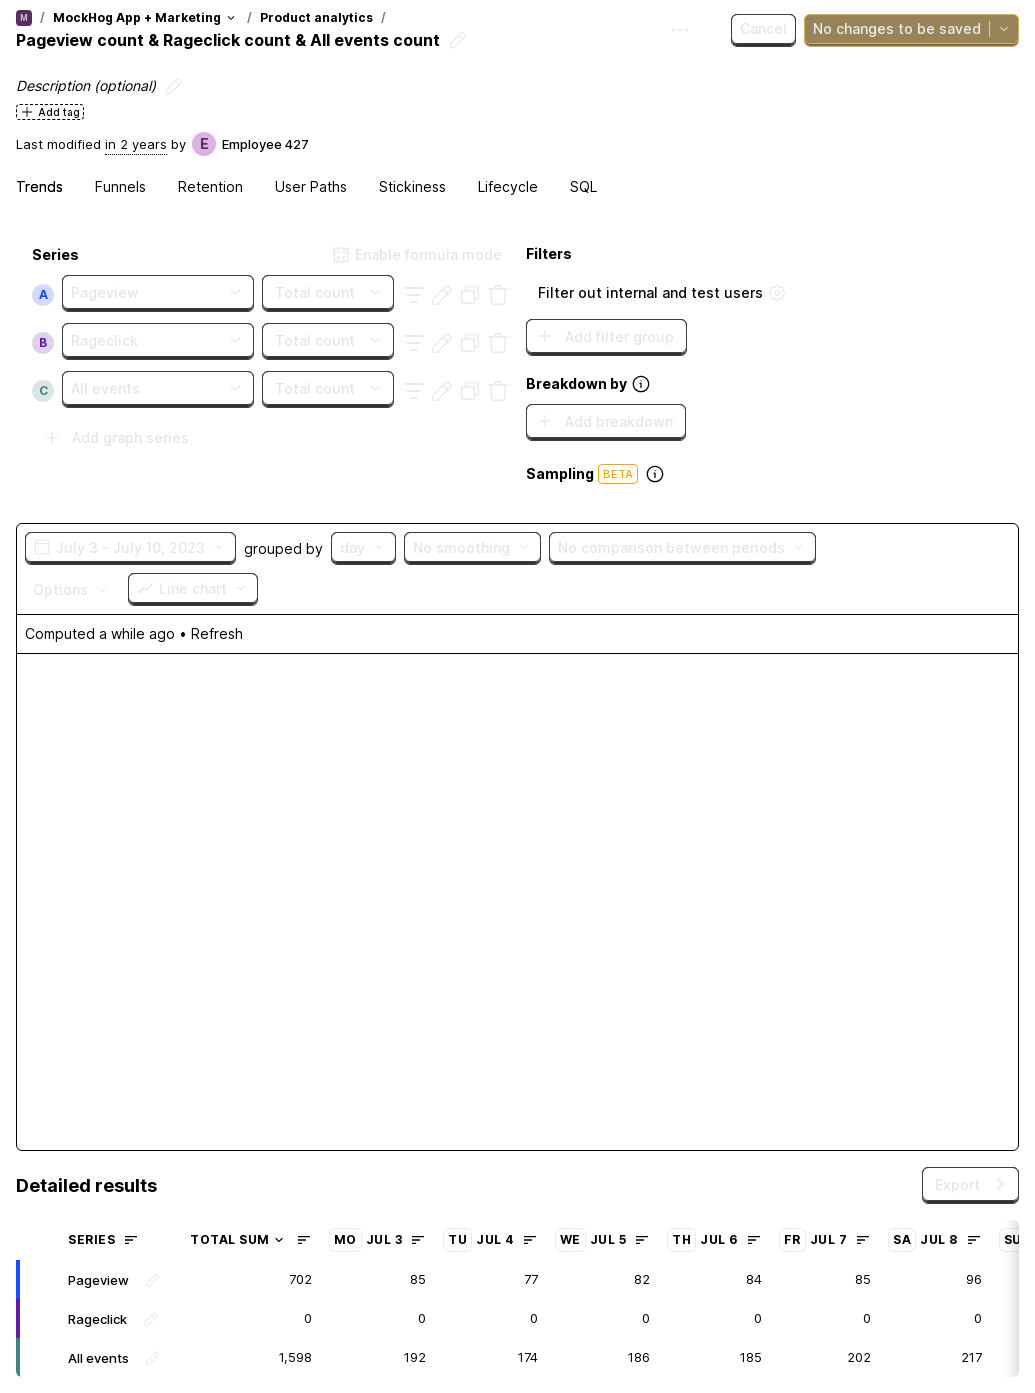 M / MockHog App + Marketing / Product analytics /
Pageview count & Rageclick count & All events count
Cancel
No changes to be saved
Description (optional)
Add tag
Last modified in 2 years by E Employee 427
Trends Funnels Retention User Paths Stickiness Lifecycle SQL
Series Enable formula mode
A Pageview Total count
B Rageclick Total count
C All events Total count
Add graph series
Filters
Filter out internal and test users
Add filter group
Breakdown by
Add breakdown
Sampling BETA
July 3 - July 10, 2023 grouped by day No smoothing No comparison between periods
Options Line chart
Computed a while ago • Refresh
Detailed results Export
SERIES TOTAL SUM MO JUL 3 TU JUL 4 WE JUL 5 TH JUL 6 FR JUL 7 SA JUL 8 SU
Pageview 702 85 77 82 84 85 96
Rageclick 0 0 0 0 0 0 0
All events 1,598 192 174 186 185 202 217